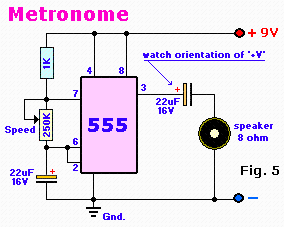 Metronome
+ 9V
watch orientation of '+V'
4
8
1K
7
3
+
22uF
16V
Speed
250K
555
speaker
8 ohm
6
2
22uF
16V
+
Fig. 5
Gnd.
−